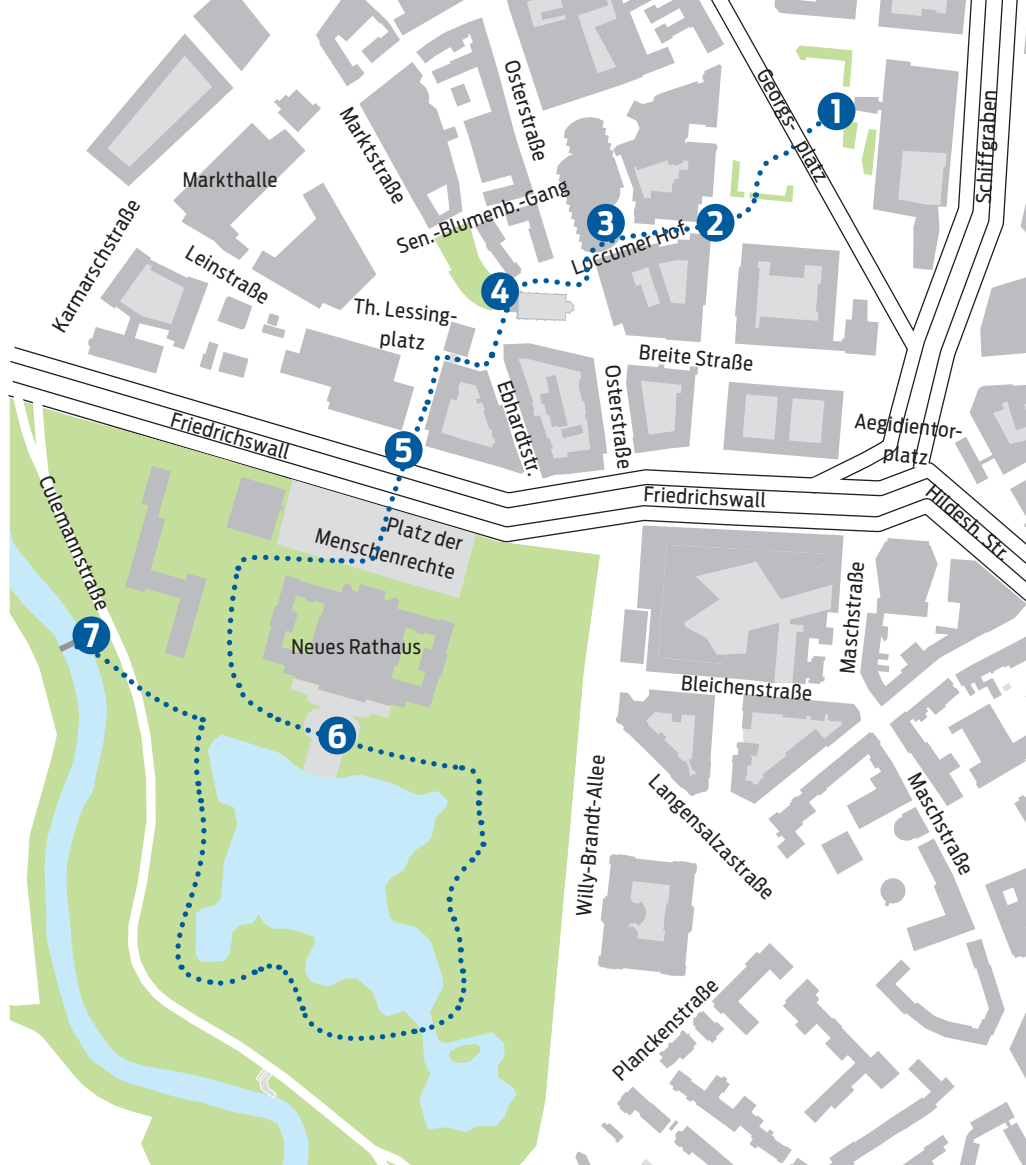 Georgs-
platz
1
Schiffgraben
Osterstraße
Marktstraße
Markthalle
Sen.-Blumenb.-Gang
3
2
Loccumer Hof
Karmarschstraße
Leinstraße
4
Th. Lessing-
platz
Breite Straße
Ebhardtstr.
Osterstraße
Aegidientor-
platz
Friedrichswall
5
Friedrichswall
Hildesh. Str.
Culemannstraße
Platz der
Menschenrechte
Maschstraße
7
Neues Rathaus
Bleichenstraße
6
Willy-Brandt-Allee
Langensalzastraße
Maschstraße
Planckenstraße